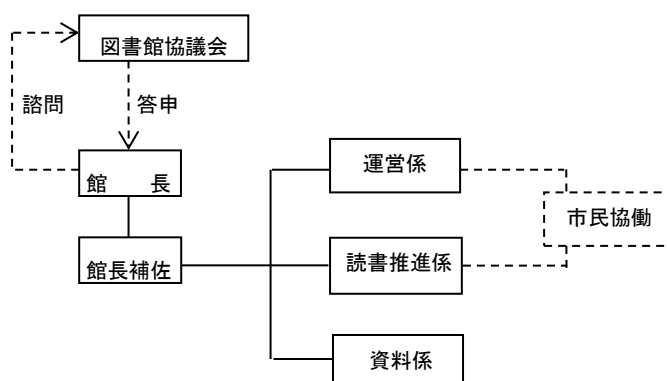 図書館協議会
諮問
答申
館　　長
運営係
市民協働
館長補佐
読書推進係
資料係